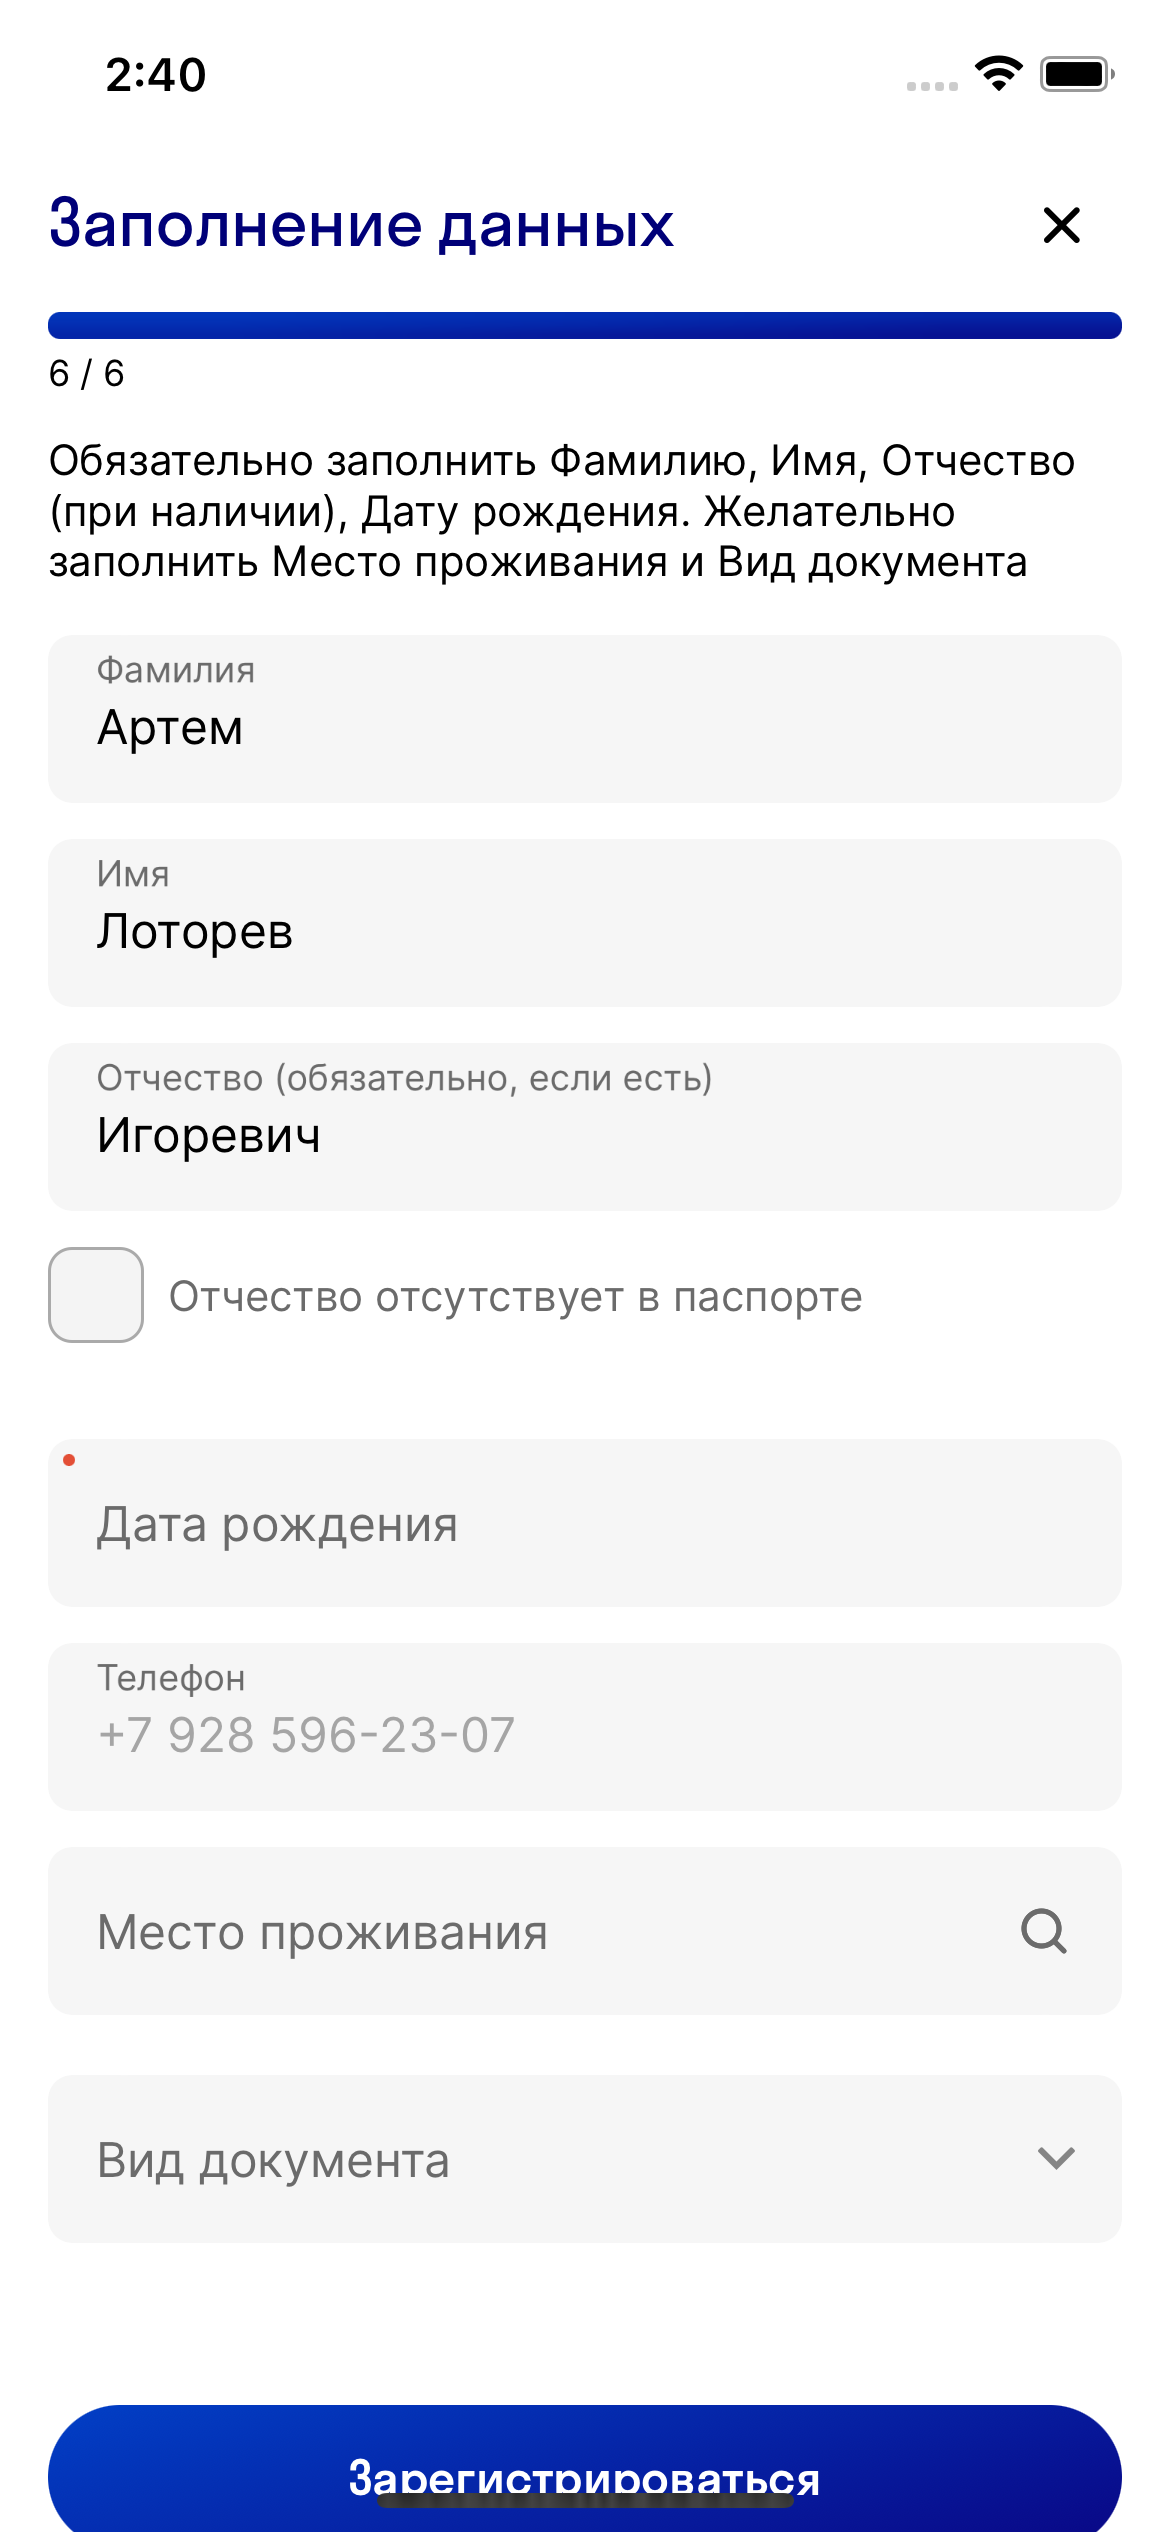 2:40
Заполнение данных
6 / 6
Обязательно заполнить Фамилию, Имя, Отчество
(при наличии), Дату рождения. Желательно
заполнить Место проживания и Вид документа
Фамилия
Артем
Имя
Лоторев
Отчество (обязательно, если есть)
Игоревич
Отчество отсутствует в паспорте
Дата рождения
Телефон
+7 928 596-23-07
Место проживания
Вид документа
Зарегистрироваться